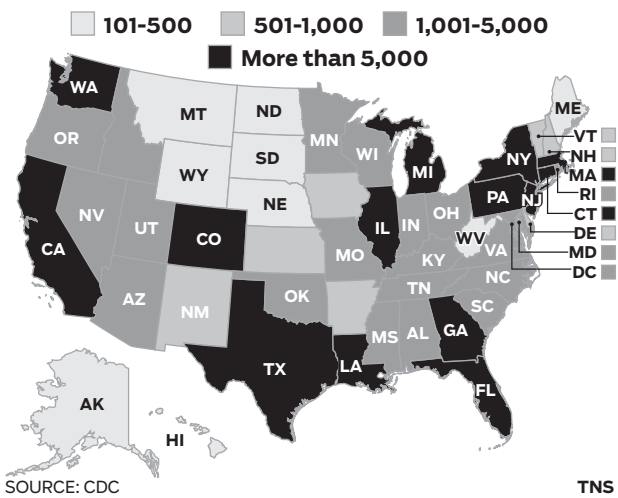 101-500 501-1,000 1,001-5,000
More than 5,000
WA
MT
ND
ME
OR
MN
VT
SD
WI
NH
WY
MI
NY
MA
NE
PA
NJ
RI
NV
UT
CO
IL
IN
OH
CT
CA
MO
WV
VA
DE
KY
MD
AZ
NM
OK
TN
NC
DC
MS
AL
GA
SC
TX
LA
FL
AK
HI
SOURCE: CDC
TNS